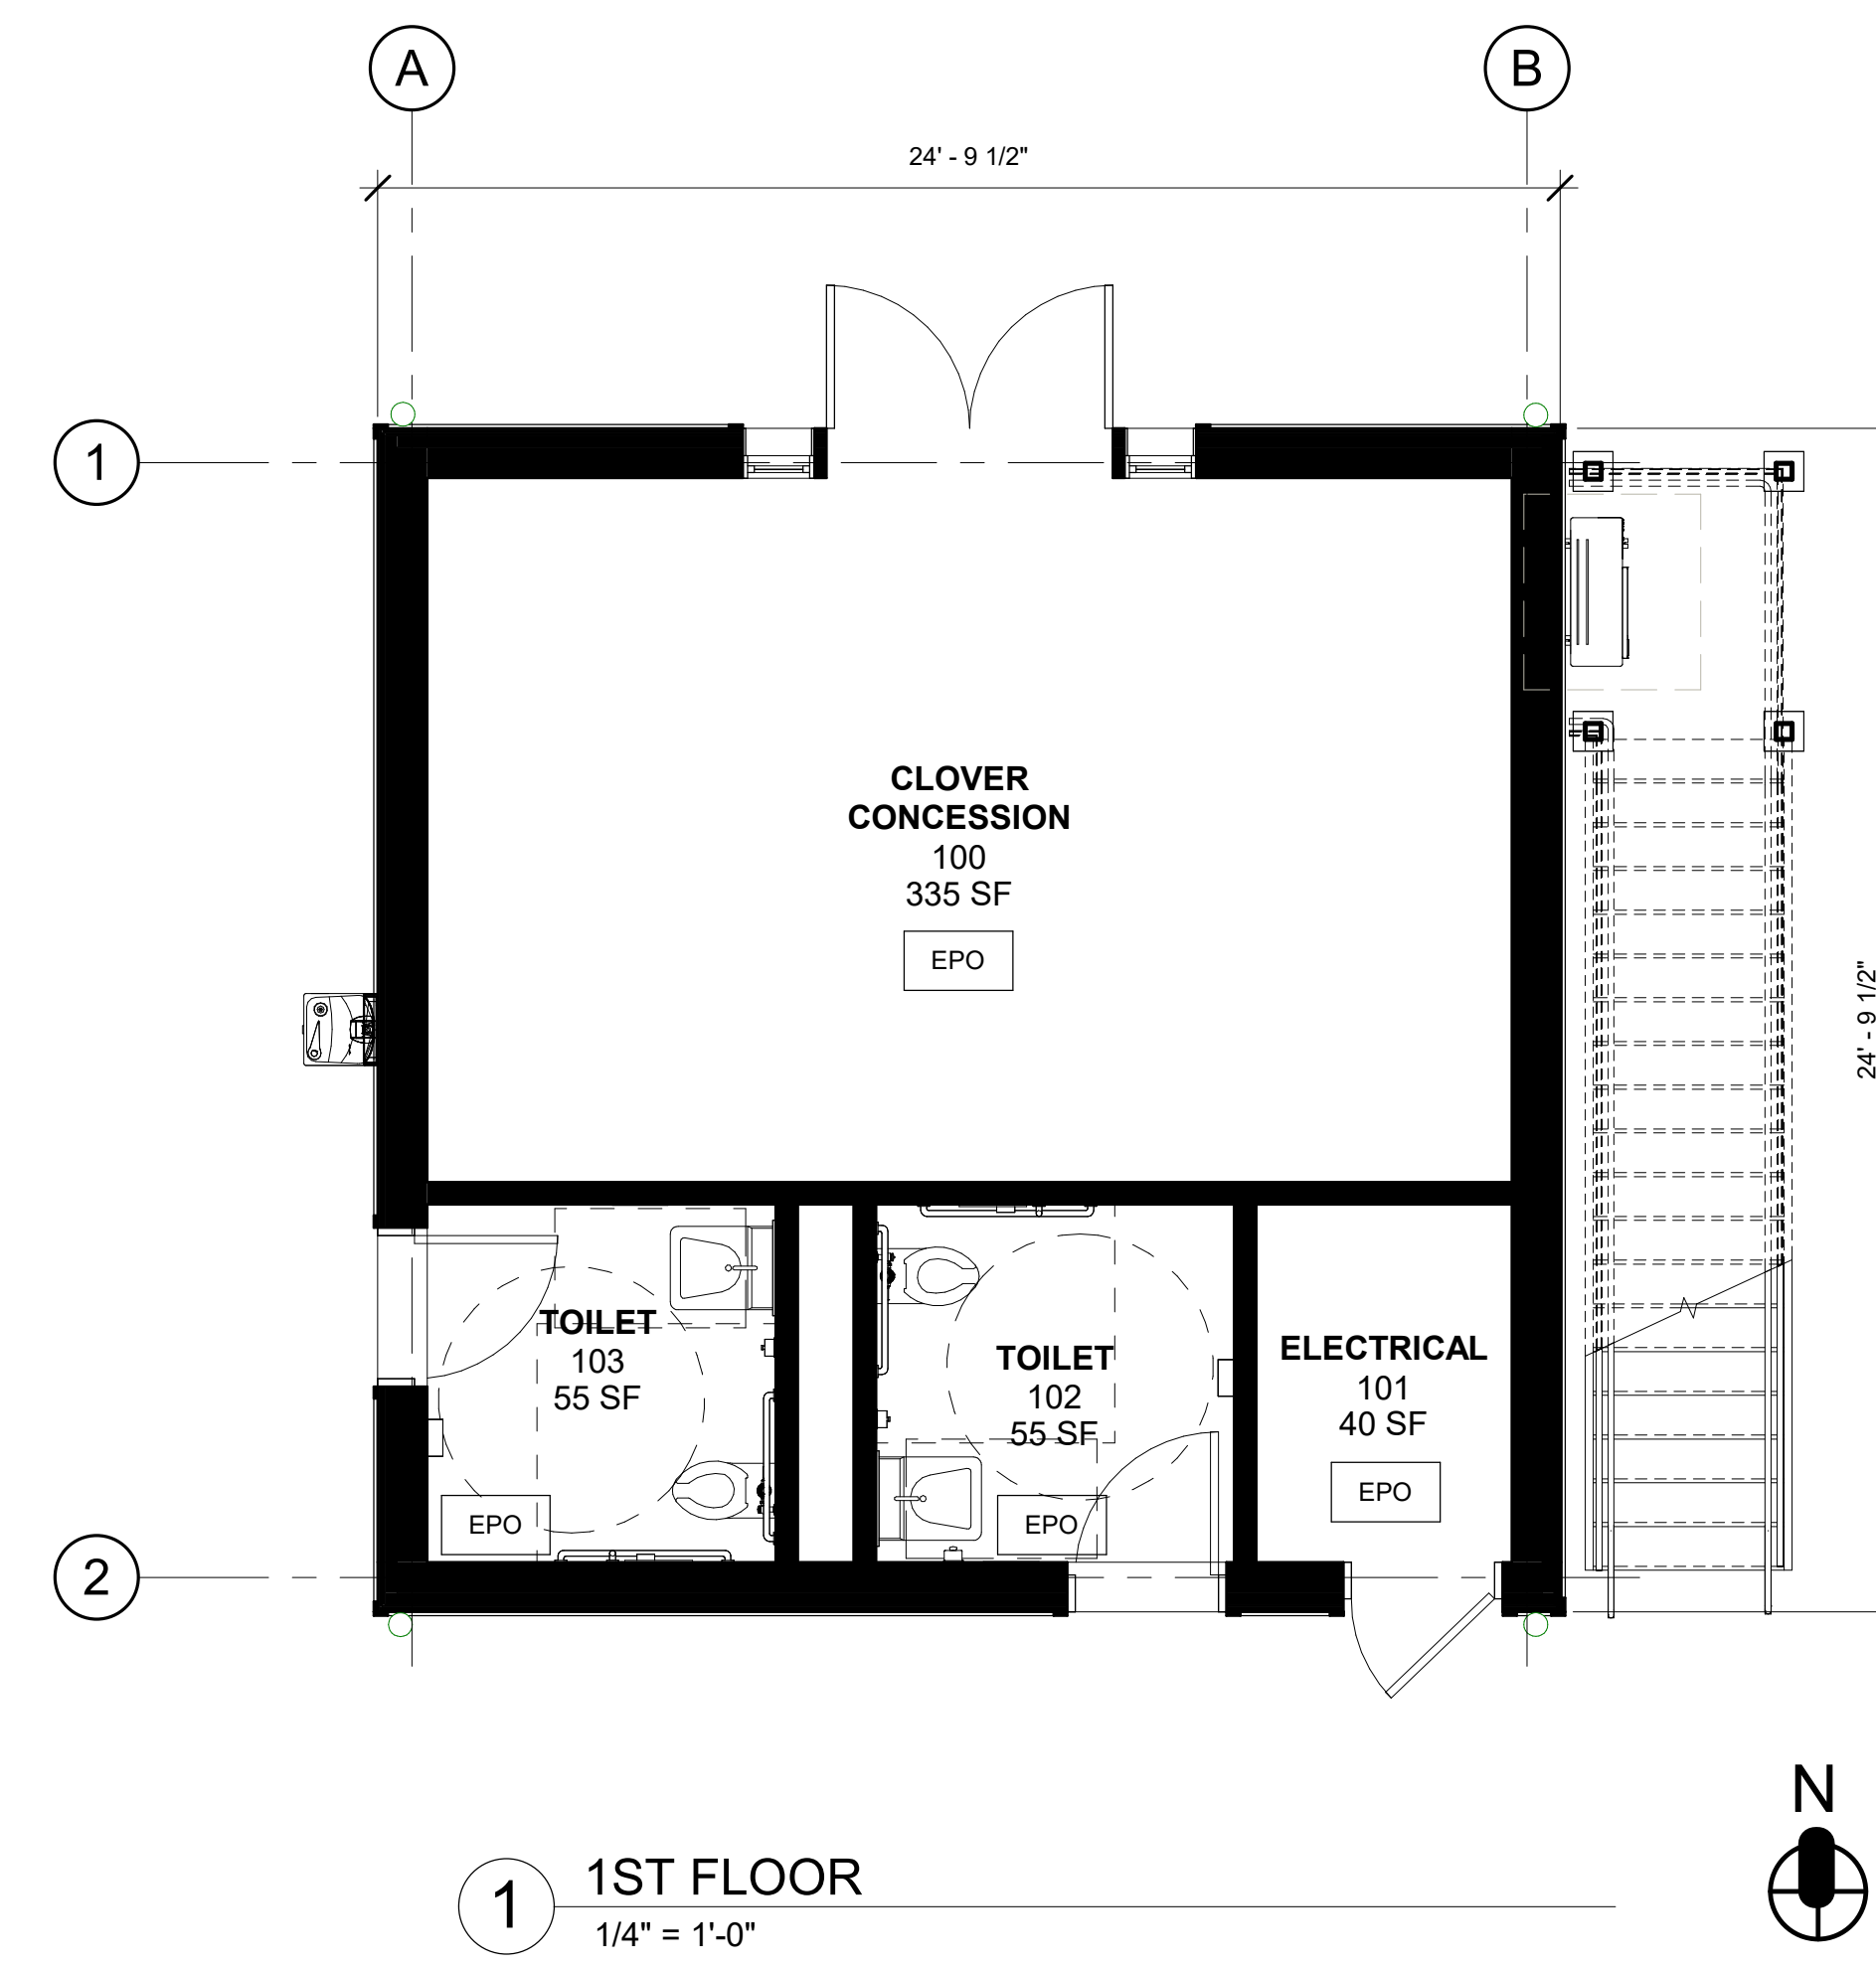 A
B
24' - 9 1/2"
1
CLOVER
CONCESSION
100
335 SF
EPO
24' - 9 1/2"
TOILET
103
55 SF
EPO
TOILET
102
55 SF
EPO
ELECTRICAL
101
40 SF
EPO
2
N
1
1ST FLOOR
1/4" = 1'-0"